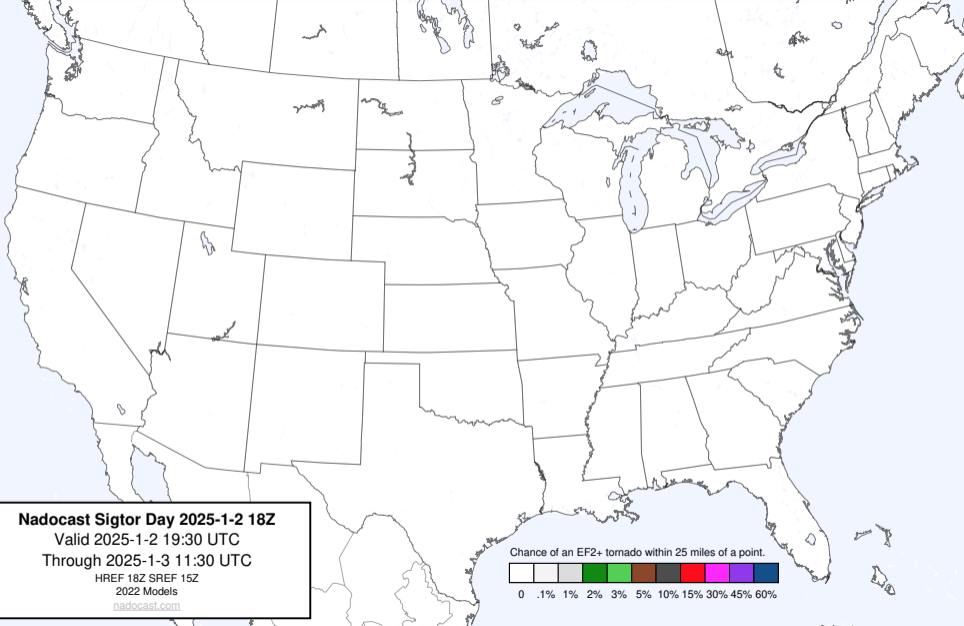 Nadocast Sigtor Day 2025-1-2 18Z
Valid 2025-1-2 19:30 UTC
Through 2025-1-3 11:30 UTC
HREF 18Z SREF 15Z
2022 Models
nadocast.com
Chance of an EF2+ tornado within 25 miles of a point.
0 .1% 1% 2% 3% 5% 10% 15% 30% 45% 60%